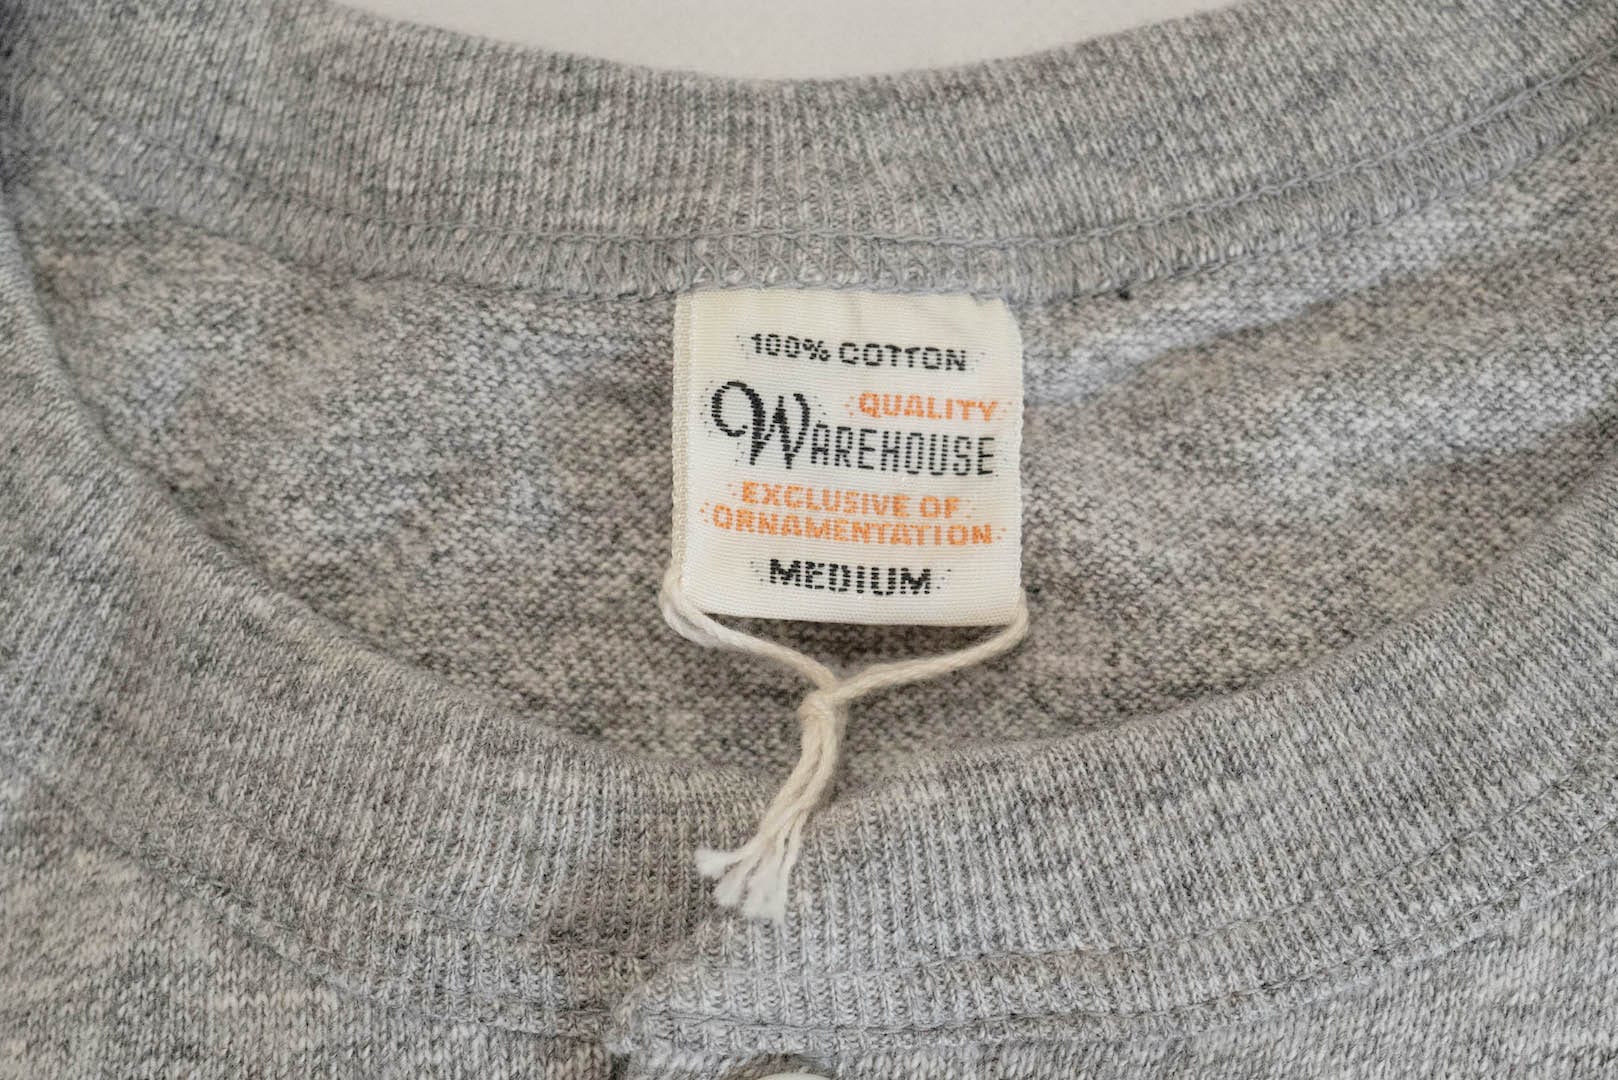 100% COTTON
QUALITY
WAREHOUSE
EXCLUSIVE OF
ORNAMENTATION
MEDIUM